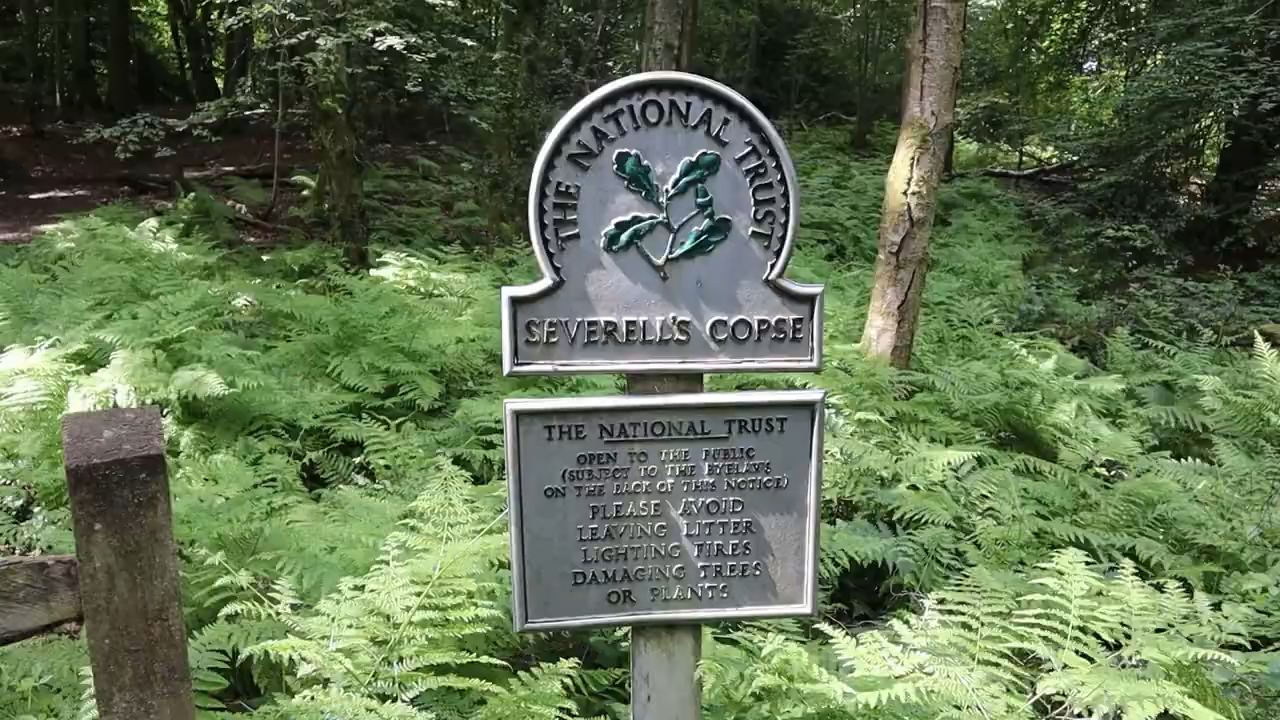 THE NATIONAL TRUST
SEVERELL'S COPSE
THE NATIONAL TRUST
OPEN TO THE PUBLIC
(SUBJECT TO THE BYELAWS
ON THE BACK OF THIS NOTICE)
PLEASE AVOID
LEAVING LITTER
LIGHTING FIRES
DAMAGING TREES
OR PLANTS